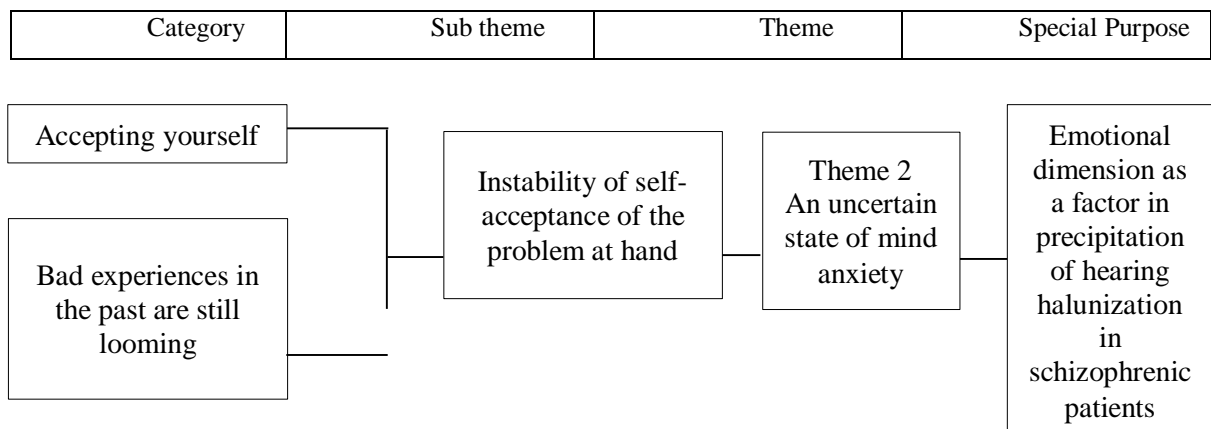 Category Sub theme Theme Special Purpose
Accepting yourself
Bad experiences in
the past are still
looming
Instability of self-
acceptance of the
problem at hand
Theme 2
An uncertain
state of mind
anxiety
Emotional
dimension as
a factor in
precipitation
of hearing
halunization
in
schizophrenic
patients